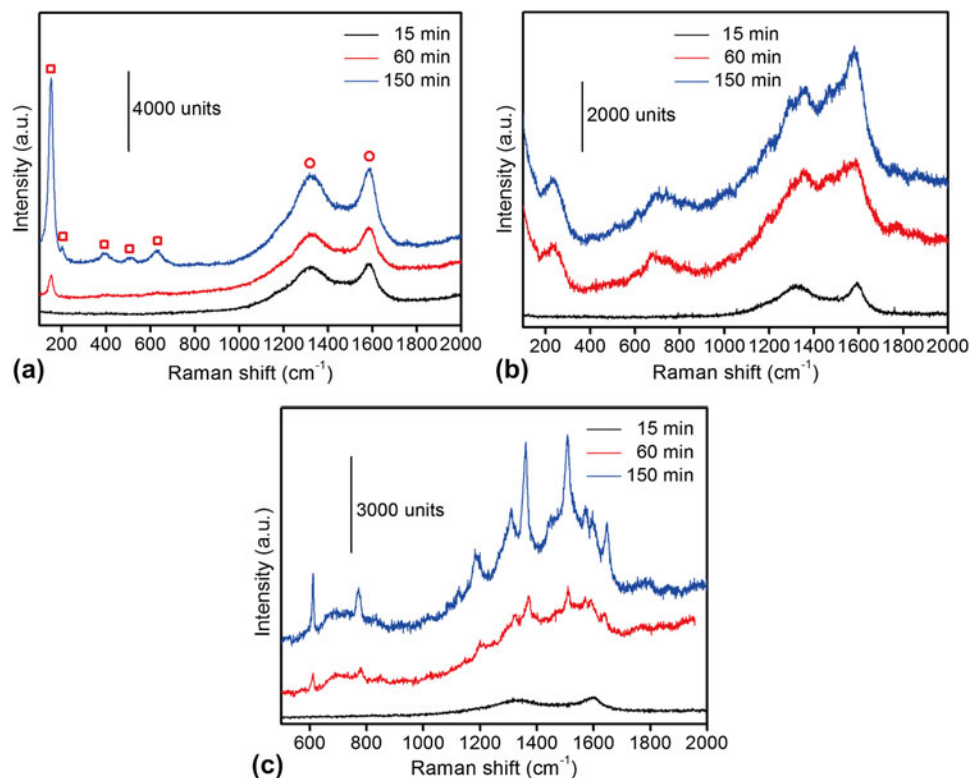 15 min
60 min
150 min
4000 units
Intensity (a.u.)
200 400 600 800 1000 1200 1400 1600 1800 2000
Raman shift (cm⁻¹)
(a)
15 min
60 min
150 min
2000 units
Intensity (a.u.)
200 400 600 800 1000 1200 1400 1600 1800 2000
Raman shift (cm⁻¹)
(b)
15 min
60 min
150 min
3000 units
Intensity (a.u.)
600 800 1000 1200 1400 1600 1800 2000
Raman shift (cm⁻¹)
(c)